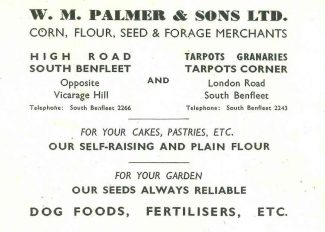 W. M. PALMER & SONS LTD.
CORN, FLOUR, SEED & FORAGE MERCHANTS
HIGH ROAD
SOUTH BENFLEET
Opposite
Vicarage Hill
Telephone: South Benfleet 2266
AND
TARPOTS GRANARIES
TARPOTS CORNER
London Road
South Benfleet
Telephone: South Benfleet 2243
FOR YOUR CAKES, PASTRIES, ETC.
OUR SELF-RAISING AND PLAIN FLOUR
FOR YOUR GARDEN
OUR SEEDS ALWAYS RELIABLE
DOG FOODS, FERTILISERS, ETC.